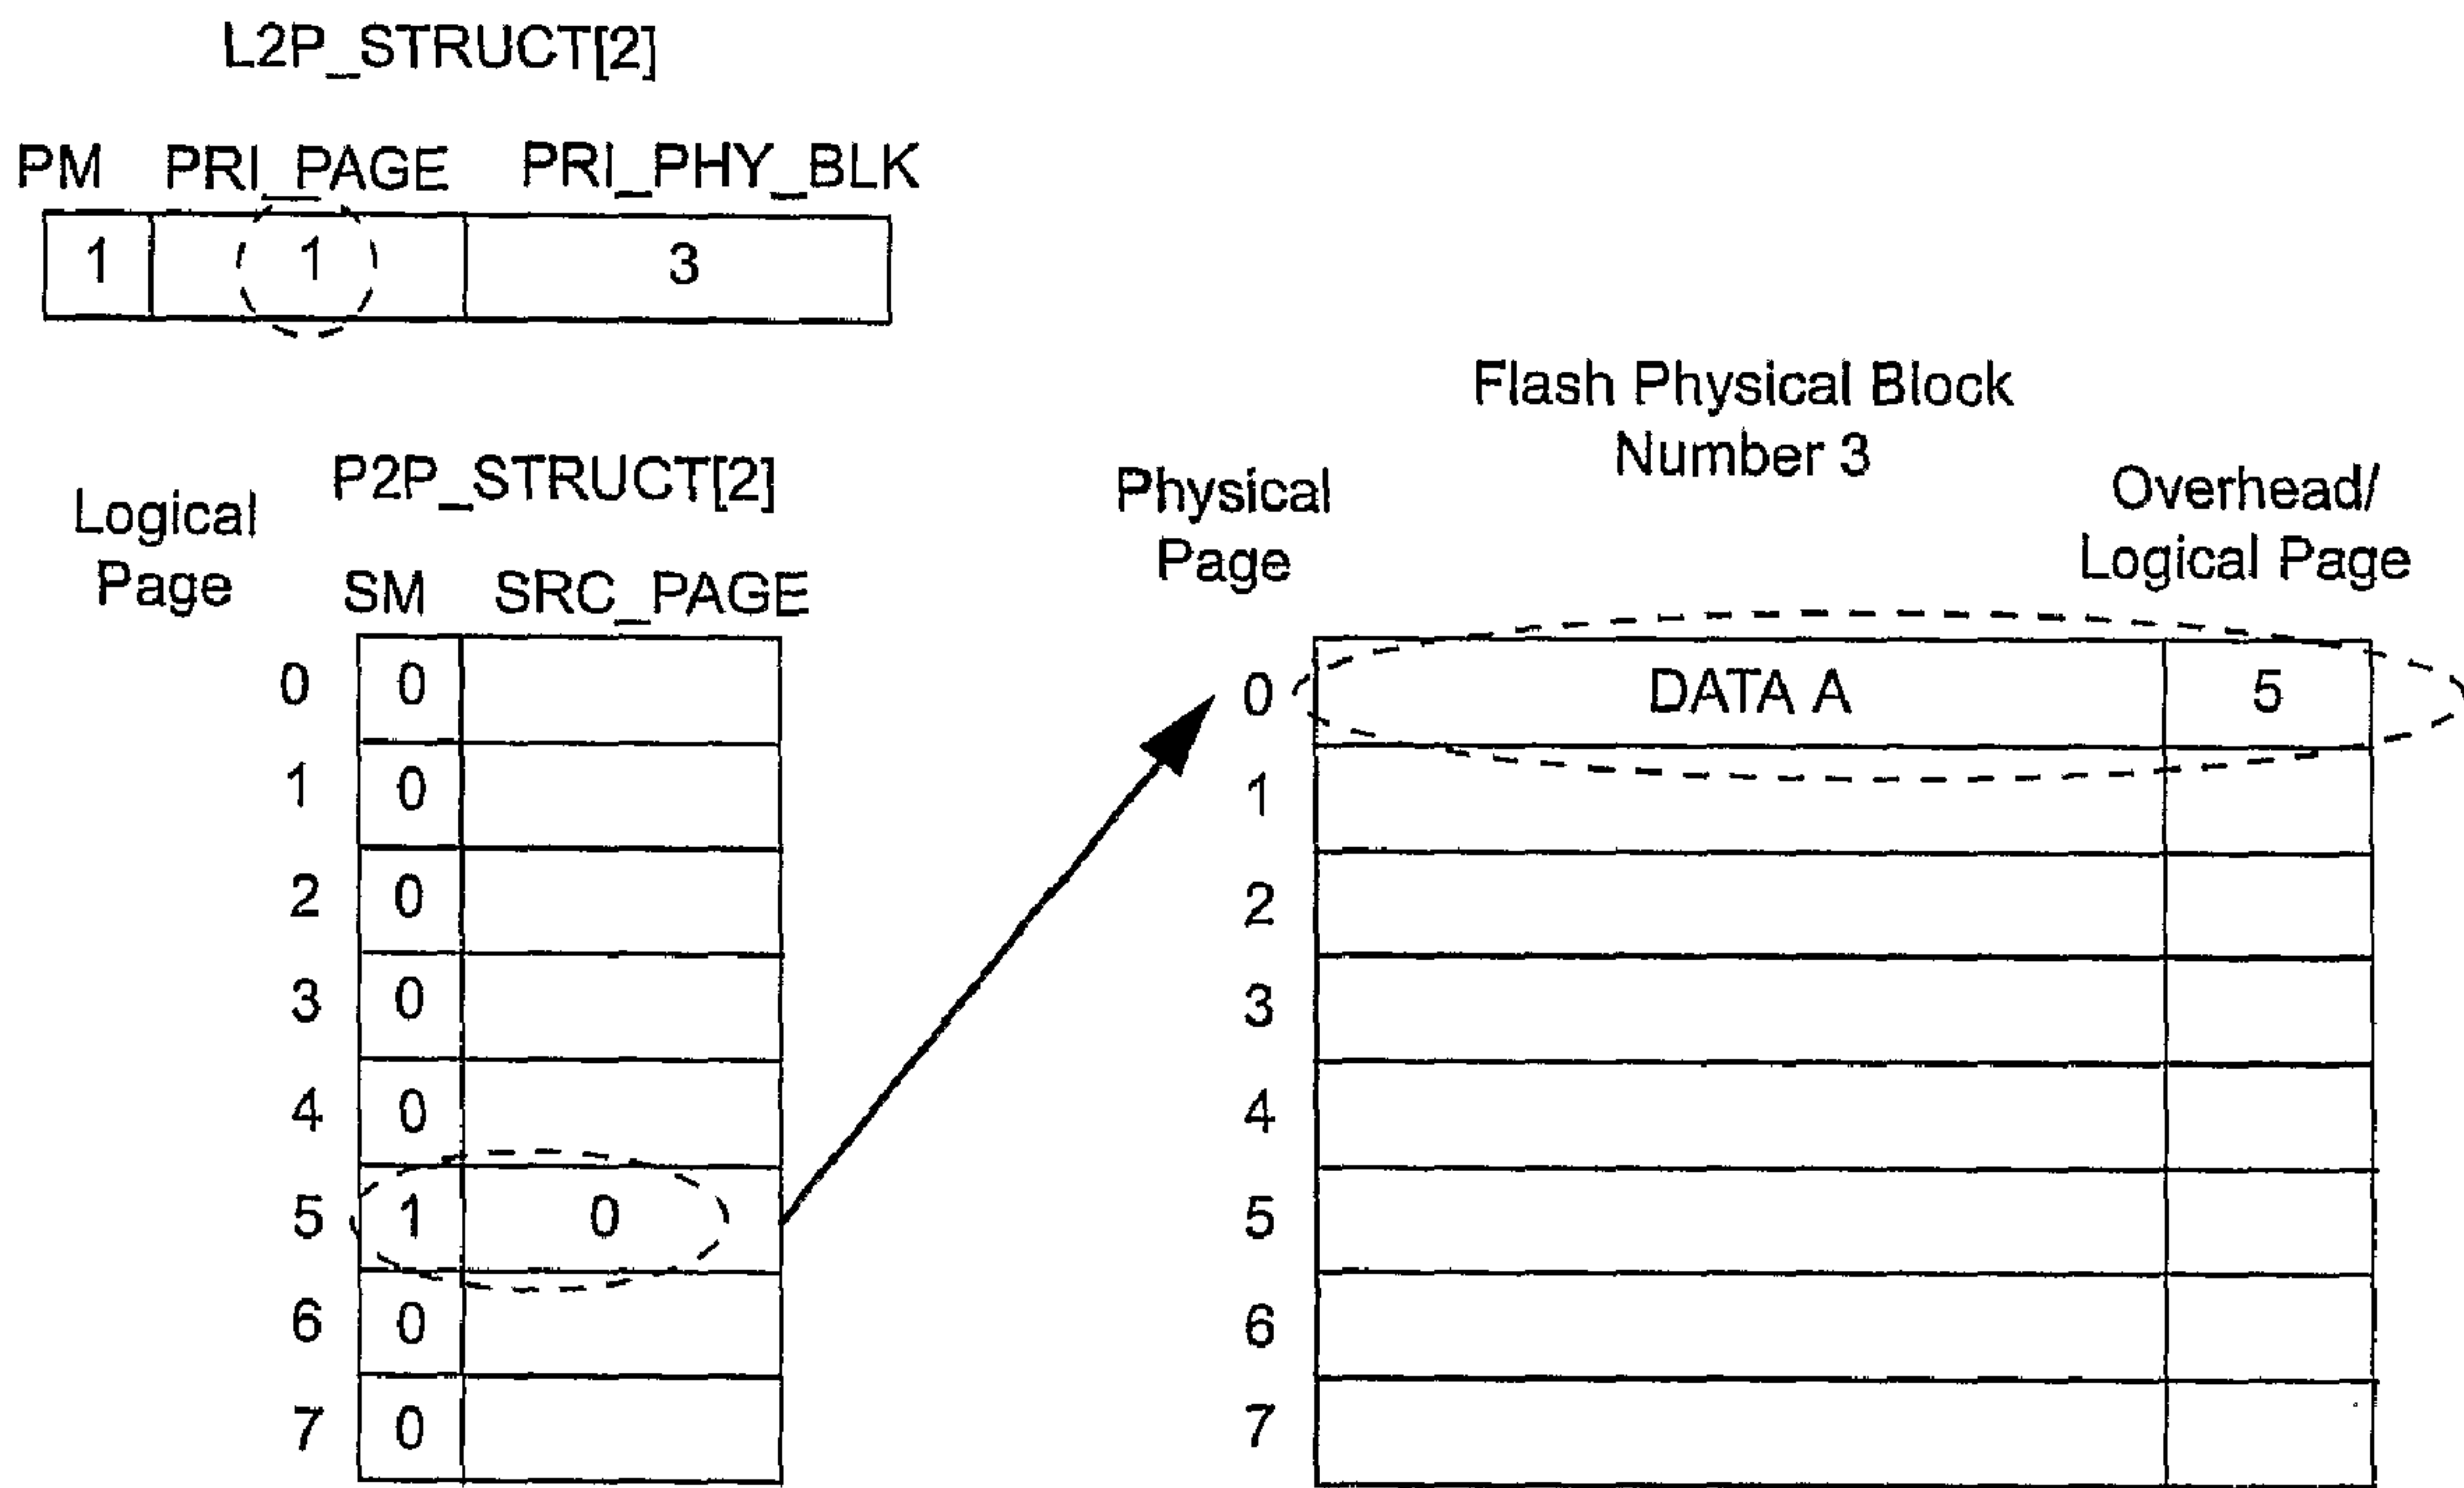 L2P_STRUCT[2]
PM PRI_PAGE PRI_PHY_BLK
1 1 3
P2P_STRUCT[2]
Logical
Page
SM SRC_PAGE
0 0
1 0
2 0
3 0
4 0
5 1 0
6 0
7 0
Flash Physical Block
Number 3
Physical
Page
Overhead/
Logical Page
0 DATA A 5
1
2
3
4
5
6
7